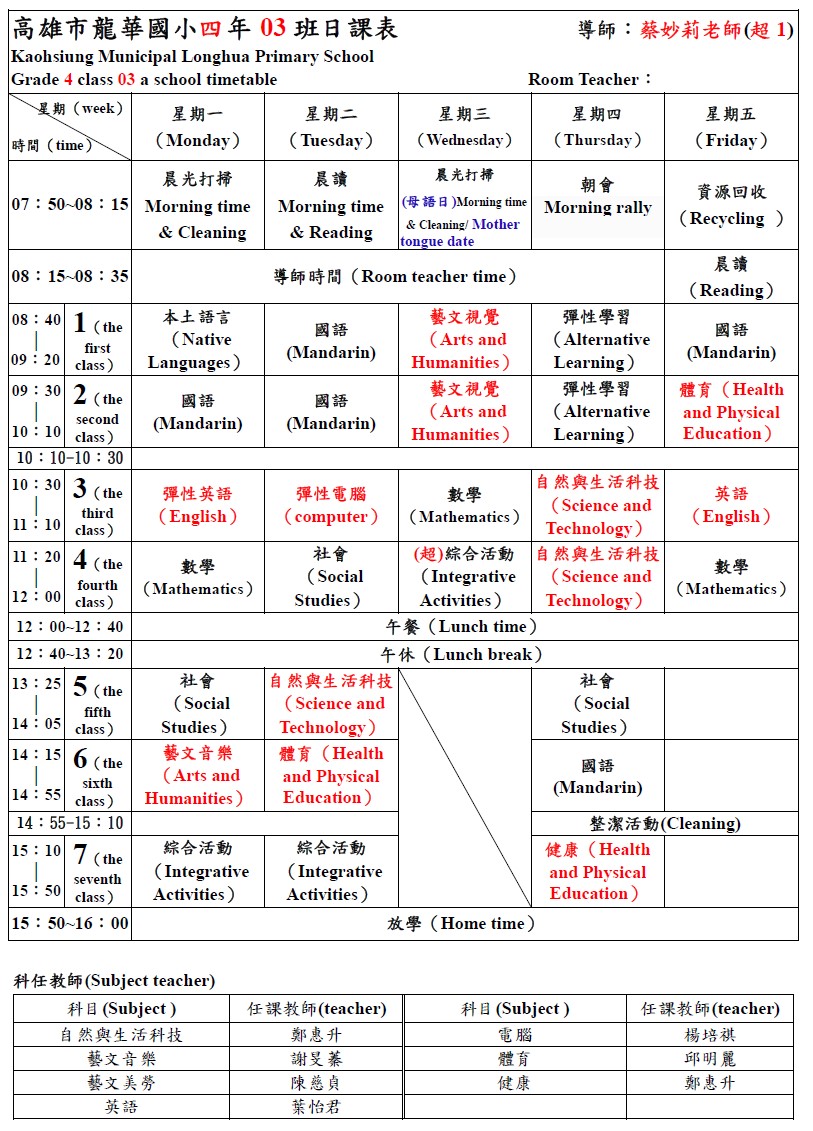 高雄市龍華國小四年 03 班日課表 導師：蔡妙莉老師(超 1)
Kaohsiung Municipal Longhua Primary School
Grade 4 class 03 a school timetable Room Teacher：
星期（week）
時間（time）
星期一
（Monday）
星期二
（Tuesday）
星期三
（Wednesday）
星期四
（Thursday）
星期五
（Friday）
07：50~08：15
晨光打掃
Morning time
& Cleaning
晨讀
Morning time
& Reading
晨光打掃
(母語日)Morning time
& Cleaning/ Mother
tongue date
朝會
Morning rally
資源回收
（Recycling ）
08：15~08：35
導師時間（Room teacher time）
晨讀
（Reading）
08：40
|
09：20
1（the
first
class）
本土語言
（Native
Languages）
國語
(Mandarin)
藝文視覺
（Arts and
Humanities）
彈性學習
（Alternative
Learning）
國語
(Mandarin)
09：30
|
10：10
2（the
second
class）
國語
(Mandarin)
國語
(Mandarin)
藝文視覺
（Arts and
Humanities）
彈性學習
（Alternative
Learning）
體育（Health
and Physical
Education）
10：10-10：30
10：30
|
11：10
3（the
third
class）
彈性英語
（English）
彈性電腦
（computer）
數學
（Mathematics）
自然與生活科技
（Science and
Technology）
英語
（English）
11：20
|
12：00
4（the
fourth
class）
數學
（Mathematics）
社會
（Social
Studies）
(超)綜合活動
（Integrative
Activities）
自然與生活科技
（Science and
Technology）
數學
（Mathematics）
12：00~12：40
午餐（Lunch time）
12：40~13：20
午休（Lunch break）
13：25
|
14：05
5（the
fifth
class）
社會
（Social
Studies）
自然與生活科技
（Science and
Technology）
社會
（Social
Studies）
14：15
|
14：55
6（the
sixth
class）
藝文音樂
（Arts and
Humanities）
體育（Health
and Physical
Education）
國語
(Mandarin)
14：55-15：10
整潔活動(Cleaning)
15：10
|
15：50
7（the
seventh
class）
綜合活動
（Integrative
Activities）
綜合活動
（Integrative
Activities）
健康（Health
and Physical
Education）
15：50~16：00
放學（Home time）
科任教師(Subject teacher)
科目(Subject ) 任課教師(teacher) 科目(Subject ) 任課教師(teacher)
自然與生活科技 鄭惠升 電腦 楊培祺
藝文音樂 謝旻蓁 體育 邱明麗
藝文美勞 陳慈貞 健康 鄭惠升
英語 葉怡君